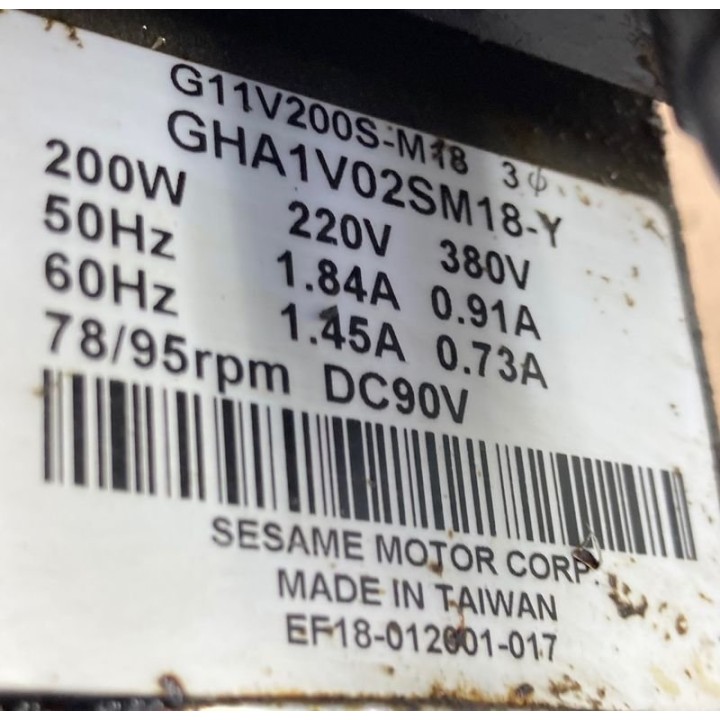 G11V200S-M18 3ϕ
GHA1V02SM18-Y
200W 220V 380V
50Hz 1.84A 0.91A
60Hz 1.45A 0.73A
78/95rpm DC90V
SESAME MOTOR CORP.
MADE IN TAIWAN
EF18-012601-017